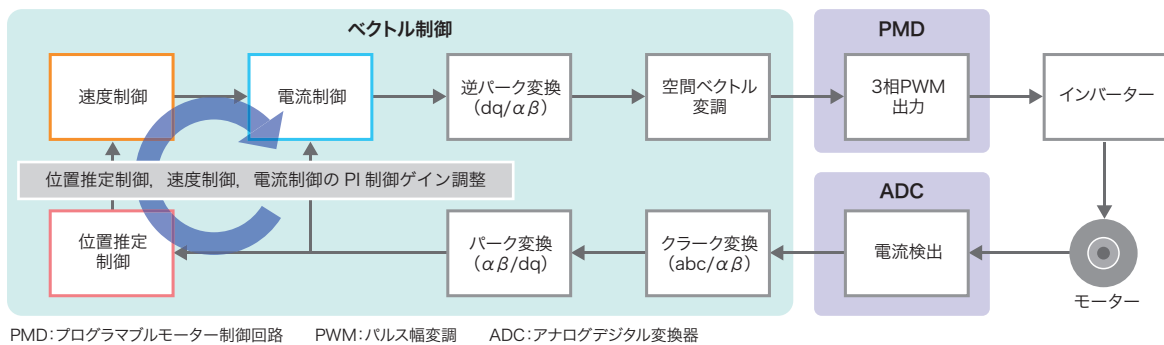 ベクトル制御
PMD
速度制御
電流制御
逆パーク変換
(dq/αβ)
空間ベクトル
変調
3相PWM
出力
インバーター
位置推定制御，速度制御，電流制御の PI 制御ゲイン調整
ADC
位置推定
制御
パーク変換
(αβ/dq)
クラーク変換
(abc/αβ)
電流検出
モーター
PMD：プログラマブルモーター制御回路　PWM：パルス幅変調　ADC：アナログデジタル変換器